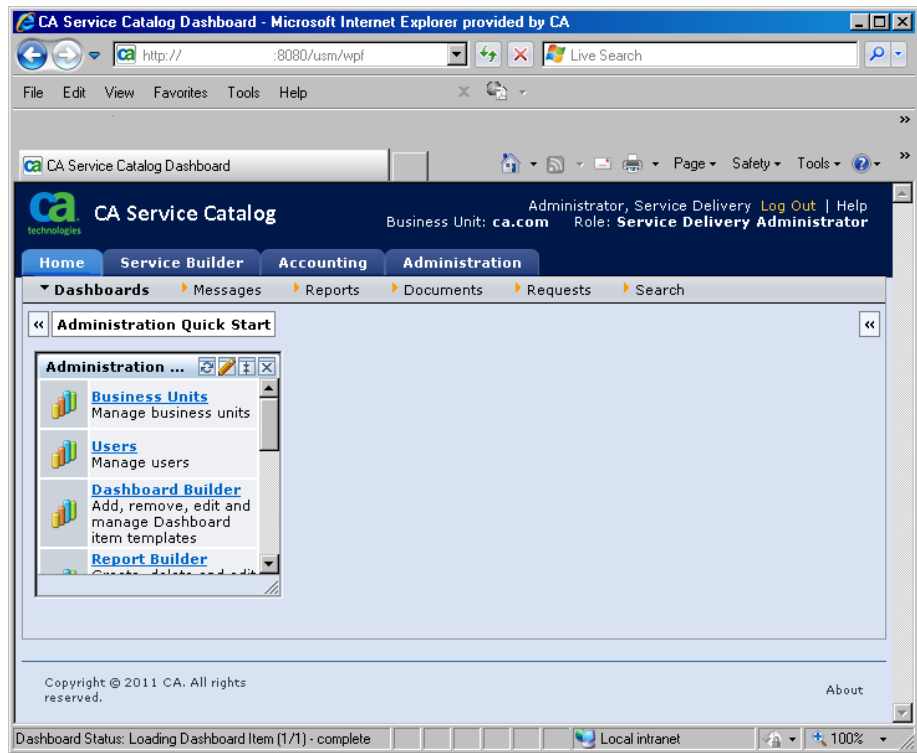 CA Service Catalog Dashboard - Microsoft Internet Explorer provided by CA
http:// :8080/usm/wpf
Live Search
File Edit View Favorites Tools Help
CA Service Catalog Dashboard
Page Safety Tools
ca technologies
CA Service Catalog
Administrator, Service Delivery Log Out | Help
Business Unit: ca.com Role: Service Delivery Administrator
Home Service Builder Accounting Administration
Dashboards Messages Reports Documents Requests Search
« Administration Quick Start «
Administration ...
Business Units
Manage business units
Users
Manage users
Dashboard Builder
Add, remove, edit and
manage Dashboard
item templates
Report Builder
Copyright © 2011 CA. All rights
reserved.
About
Dashboard Status: Loading Dashboard Item (1/1) - complete
Local intranet
100%